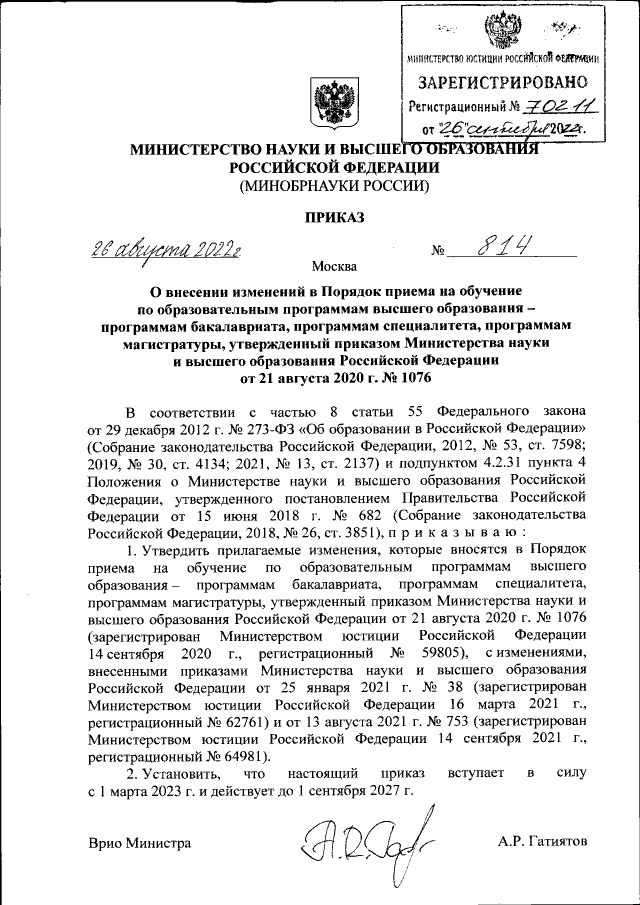 МИНИСТЕРСТВО ЮСТИЦИИ РОССИЙСКОЙ ФЕДЕРАЦИИ
ЗАРЕГИСТРИРОВАНО
Регистрационный № 70211
от "26" сентября 2022г.
МИНИСТЕРСТВО НАУКИ И ВЫСШЕГО ОБРАЗОВАНИЯ
РОССИЙСКОЙ ФЕДЕРАЦИИ
(МИНОБРНАУКИ РОССИИ)
ПРИКАЗ
26 августа 2022 г. № 814
Москва
О внесении изменений в Порядок приема на обучение
по образовательным программам высшего образования –
программам бакалавриата, программам специалитета, программам
магистратуры, утвержденный приказом Министерства науки
и высшего образования Российской Федерации
от 21 августа 2020 г. № 1076
В соответствии с частью 8 статьи 55 Федерального закона
от 29 декабря 2012 г. № 273-ФЗ «Об образовании в Российской Федерации»
(Собрание законодательства Российской Федерации, 2012, № 53, ст. 7598;
2019, № 30, ст. 4134; 2021, № 13, ст. 2137) и подпунктом 4.2.31 пункта 4
Положения о Министерстве науки и высшего образования Российской
Федерации, утвержденного постановлением Правительства Российской
Федерации от 15 июня 2018 г. № 682 (Собрание законодательства
Российской Федерации, 2018, № 26, ст. 3851), п р и к а з ы в а ю :
1. Утвердить прилагаемые изменения, которые вносятся в Порядок
приема на обучение по образовательным программам высшего
образования – программам бакалавриата, программам специалитета,
программам магистратуры, утвержденный приказом Министерства науки и
высшего образования Российской Федерации от 21 августа 2020 г. № 1076
(зарегистрирован Министерством юстиции Российской Федерации
14 сентября 2020 г., регистрационный № 59805), с изменениями,
внесенными приказами Министерства науки и высшего образования
Российской Федерации от 25 января 2021 г. № 38 (зарегистрирован
Министерством юстиции Российской Федерации 16 марта 2021 г.,
регистрационный № 62761) и от 13 августа 2021 г. № 753 (зарегистрирован
Министерством юстиции Российской Федерации 14 сентября 2021 г.,
регистрационный № 64981).
2. Установить, что настоящий приказ вступает в силу
с 1 марта 2023 г. и действует до 1 сентября 2027 г.
Врио Министра А.Р. Гатиятов